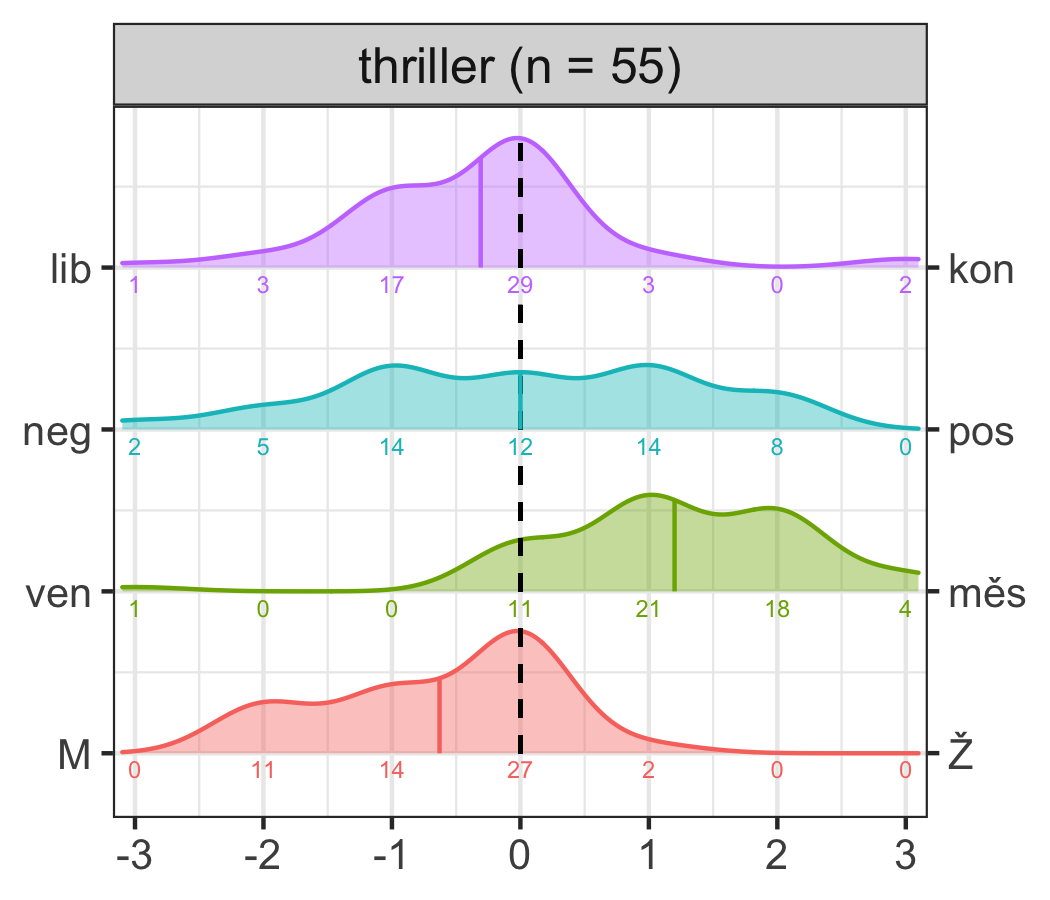 thriller (n = 55)
lib kon
1 3 17 29 3 0 2
neg pos
2 5 14 12 14 8 0
ven měs
1 0 0 11 21 18 4
M Ž
0 11 14 27 2 0 0
-3 -2 -1 0 1 2 3